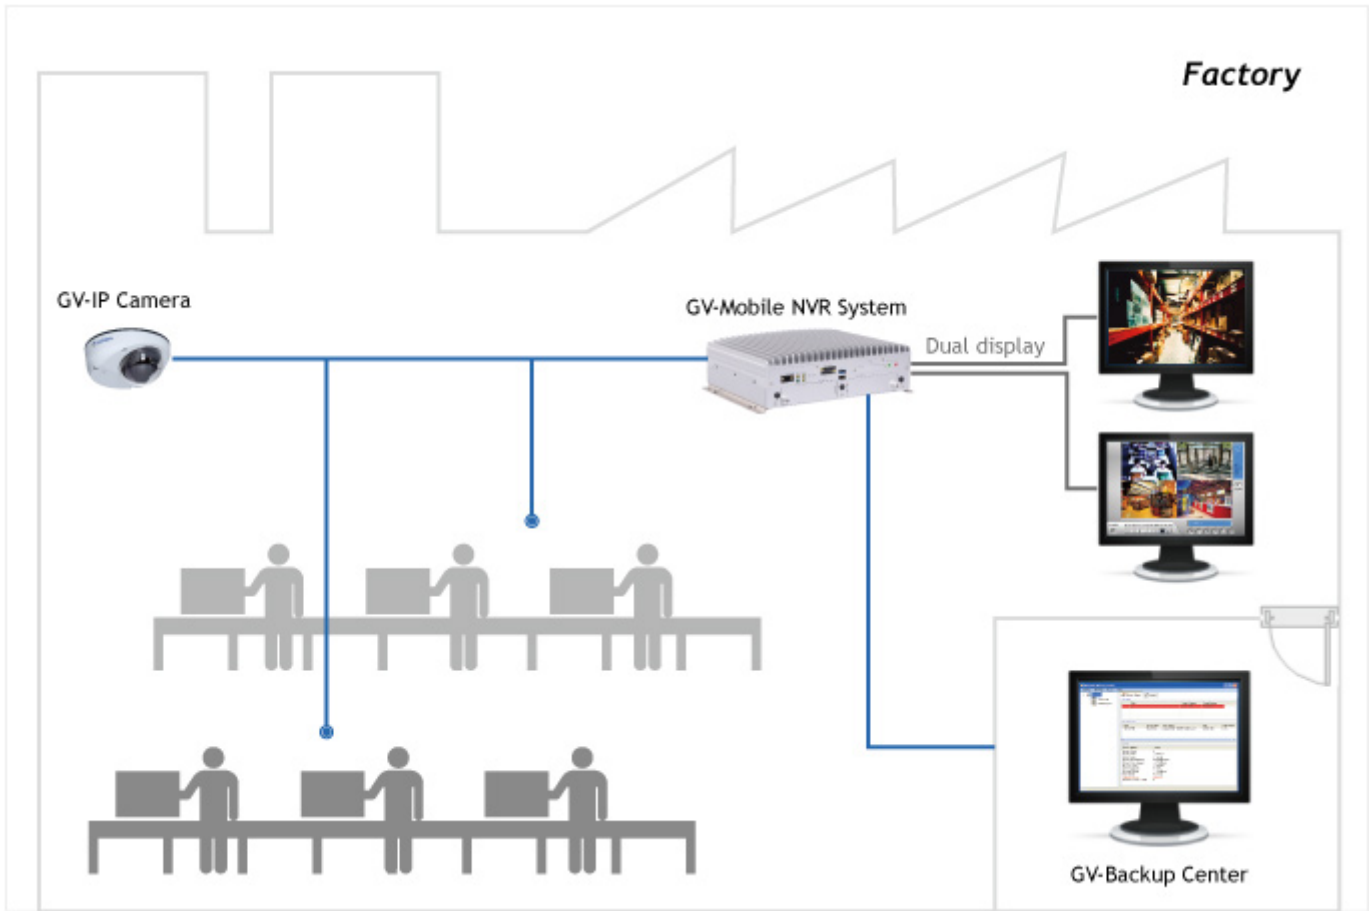 Factory
GV-IP Camera
GV-Mobile NVR System
Dual display
GV-Backup Center